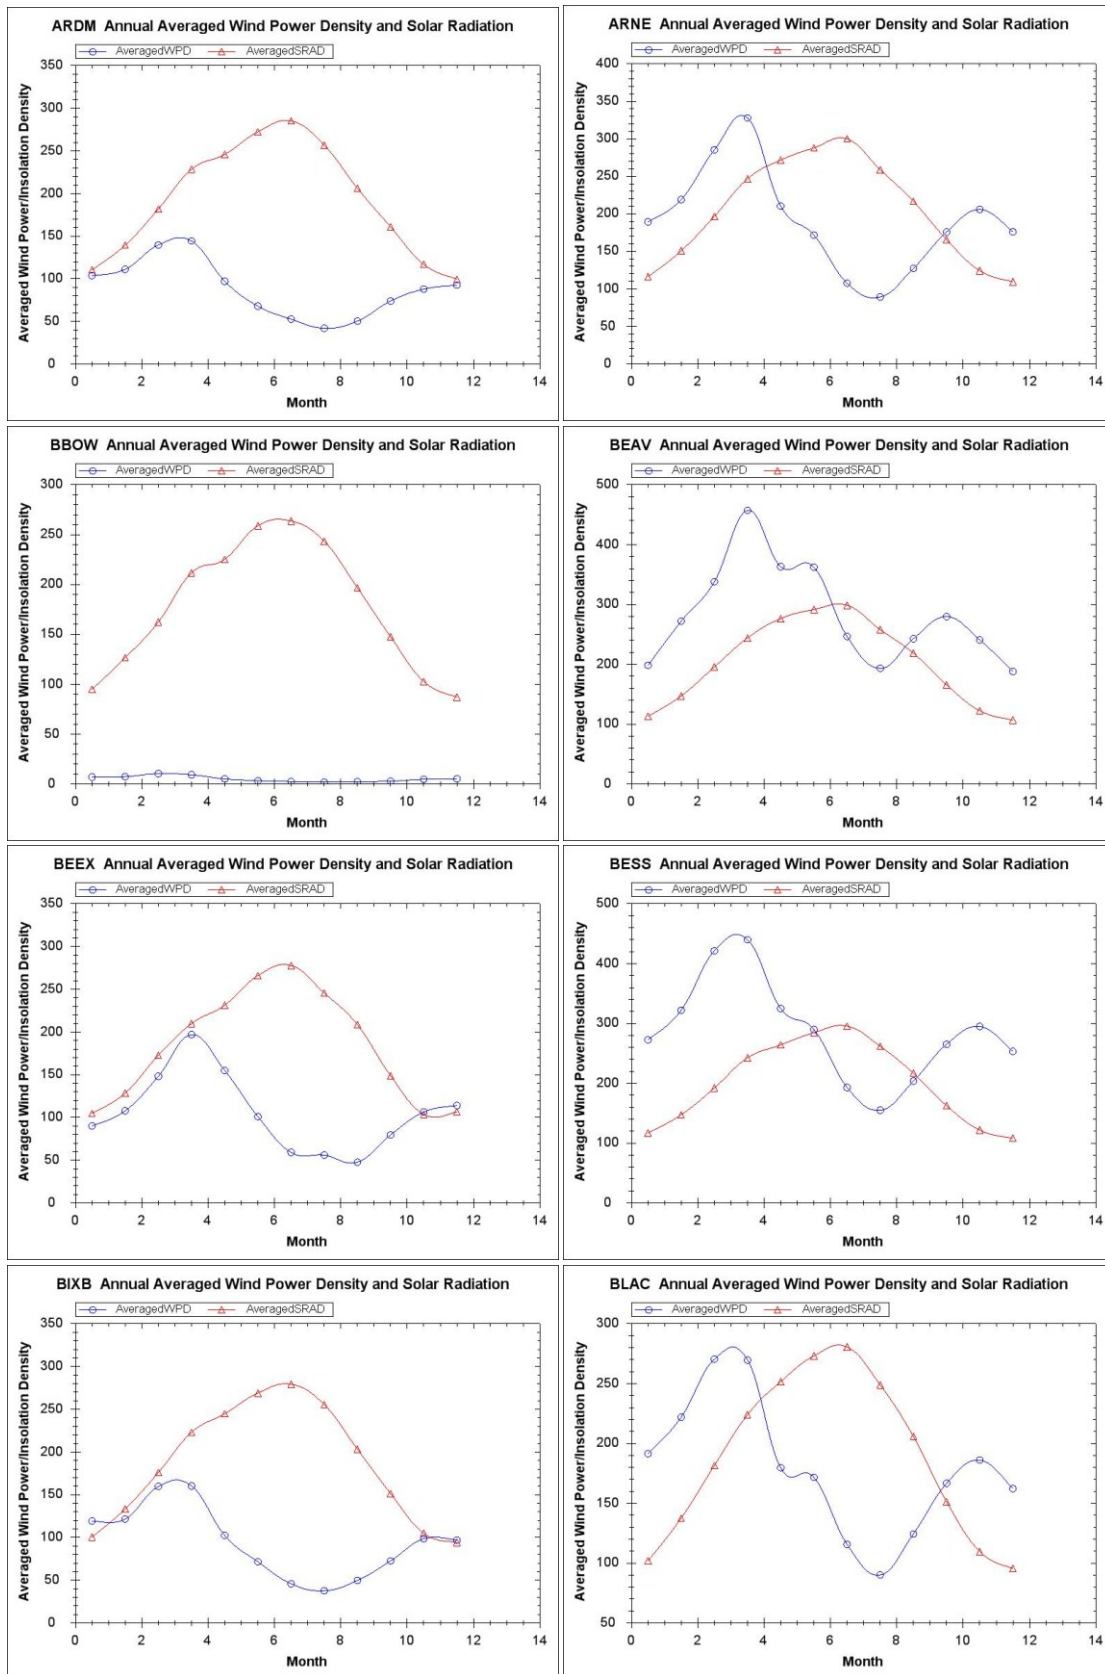 ARDM Annual Averaged Wind Power Density and Solar Radiation
AveragedWPD AveragedSRAD
Averaged Wind Power/Insolation Density
350
300
250
200
150
100
50
0
0 2 4 6 8 10 12 14
Month
ARNE Annual Averaged Wind Power Density and Solar Radiation
AveragedWPD AveragedSRAD
Averaged Wind Power/Insolation Density
400
350
300
250
200
150
100
50
0
0 2 4 6 8 10 12 14
Month
BBOW Annual Averaged Wind Power Density and Solar Radiation
AveragedWPD AveragedSRAD
Averaged Wind Power/Insolation Density
300
250
200
150
100
50
0
0 2 4 6 8 10 12 14
Month
BEAV Annual Averaged Wind Power Density and Solar Radiation
AveragedWPD AveragedSRAD
Averaged Wind Power/Insolation Density
500
400
300
200
100
0
0 2 4 6 8 10 12 14
Month
BEEX Annual Averaged Wind Power Density and Solar Radiation
AveragedWPD AveragedSRAD
Averaged Wind Power/Insolation Density
350
300
250
200
150
100
50
0
0 2 4 6 8 10 12 14
Month
BESS Annual Averaged Wind Power Density and Solar Radiation
AveragedWPD AveragedSRAD
Averaged Wind Power/Insolation Density
500
400
300
200
100
0
0 2 4 6 8 10 12 14
Month
BIXB Annual Averaged Wind Power Density and Solar Radiation
AveragedWPD AveragedSRAD
Averaged Wind Power/Insolation Density
350
300
250
200
150
100
50
0
0 2 4 6 8 10 12 14
Month
BLAC Annual Averaged Wind Power Density and Solar Radiation
AveragedWPD AveragedSRAD
Averaged Wind Power/Insolation Density
300
250
200
150
100
50
0 2 4 6 8 10 12 14
Month